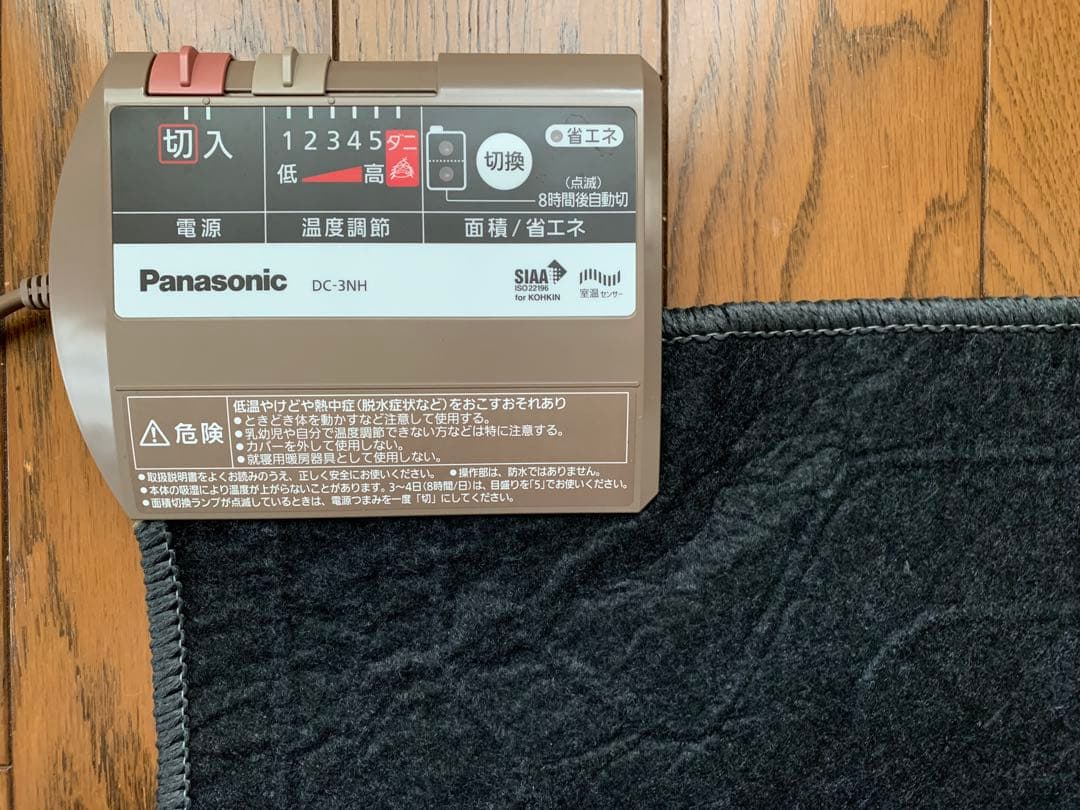 切 入
1 2 3 4 5 ダニ
低 高
切換
省エネ
(点滅)
8時間後自動切
電源
温度調節
面積/省エネ
Panasonic DC-3NH
SIAA
ISO22196
for KOHKIN
室温センサー
危険
低温やけどや熱中症(脱水症状など)をおこすおそれあり
●ときどき体を動かすなど注意して使用する。
●乳幼児や自分で温度調節できない方などは特に注意する。
●カバーを外して使用しない。
●就寝用暖房器具として使用しない。
●取扱説明書をよくお読みのうえ、正しく安全にお使いください。 ●操作部は、防水ではありません。
●本体の吸湿により温度が上がらないことがあります。3〜4日(8時間/日)は、目盛りを「5」でお使いください。
●面積切換ランプが点滅しているときは、電源つまみを一度「切」にしてください。